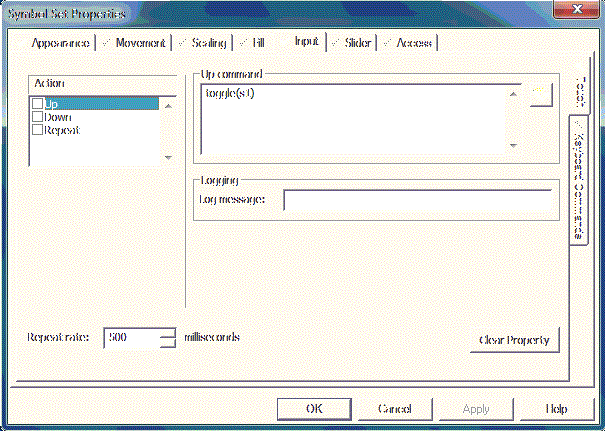 Symbol Set Properties
Appearance Movement Scaling Fill Input Slider Access
Action
Up
Down
Repeat
Up command
toggle(s1)
Logging
Log message:
Repeat rate: 500 milliseconds
Clear Property
Touch
Keyboard Commands
OK Cancel Apply Help